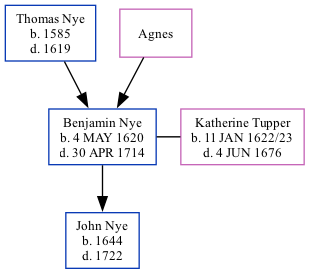 Thomas Nye
b. 1585
d. 1619
Agnes
Benjamin Nye
b. 4 MAY 1620
d. 30 APR 1714
Katherine Tupper
b. 11 JAN 1622/23
d. 4 JUN 1676
John Nye
b. 1644
d. 1722